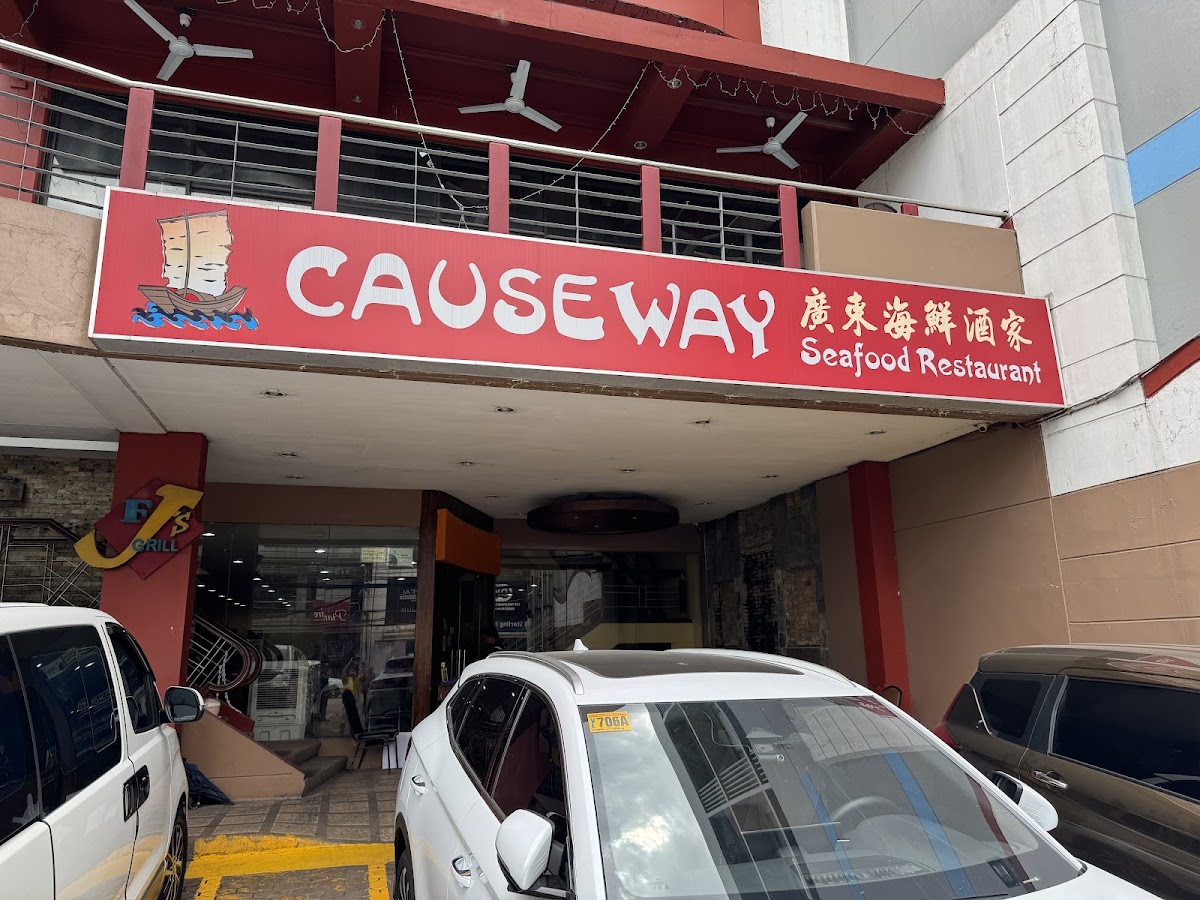 CAUSEWAY
廣東海鮮酒家
Seafood Restaurant
EJ's
GRILL
706A